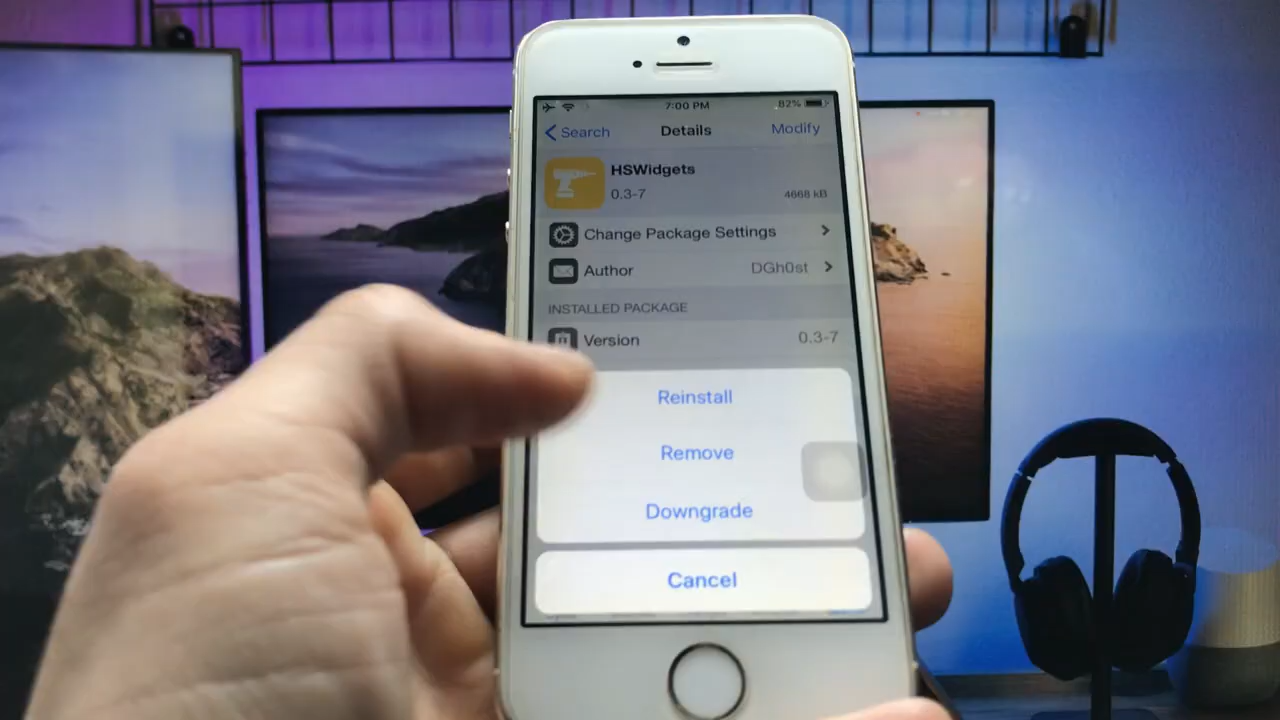 7:00 PM 82%
Search Details Modify
HSWidgets
0.3-7 4668 kB
Change Package Settings
Author DGh0st
INSTALLED PACKAGE
Version 0.3-7
Reinstall
Remove
Downgrade
Cancel